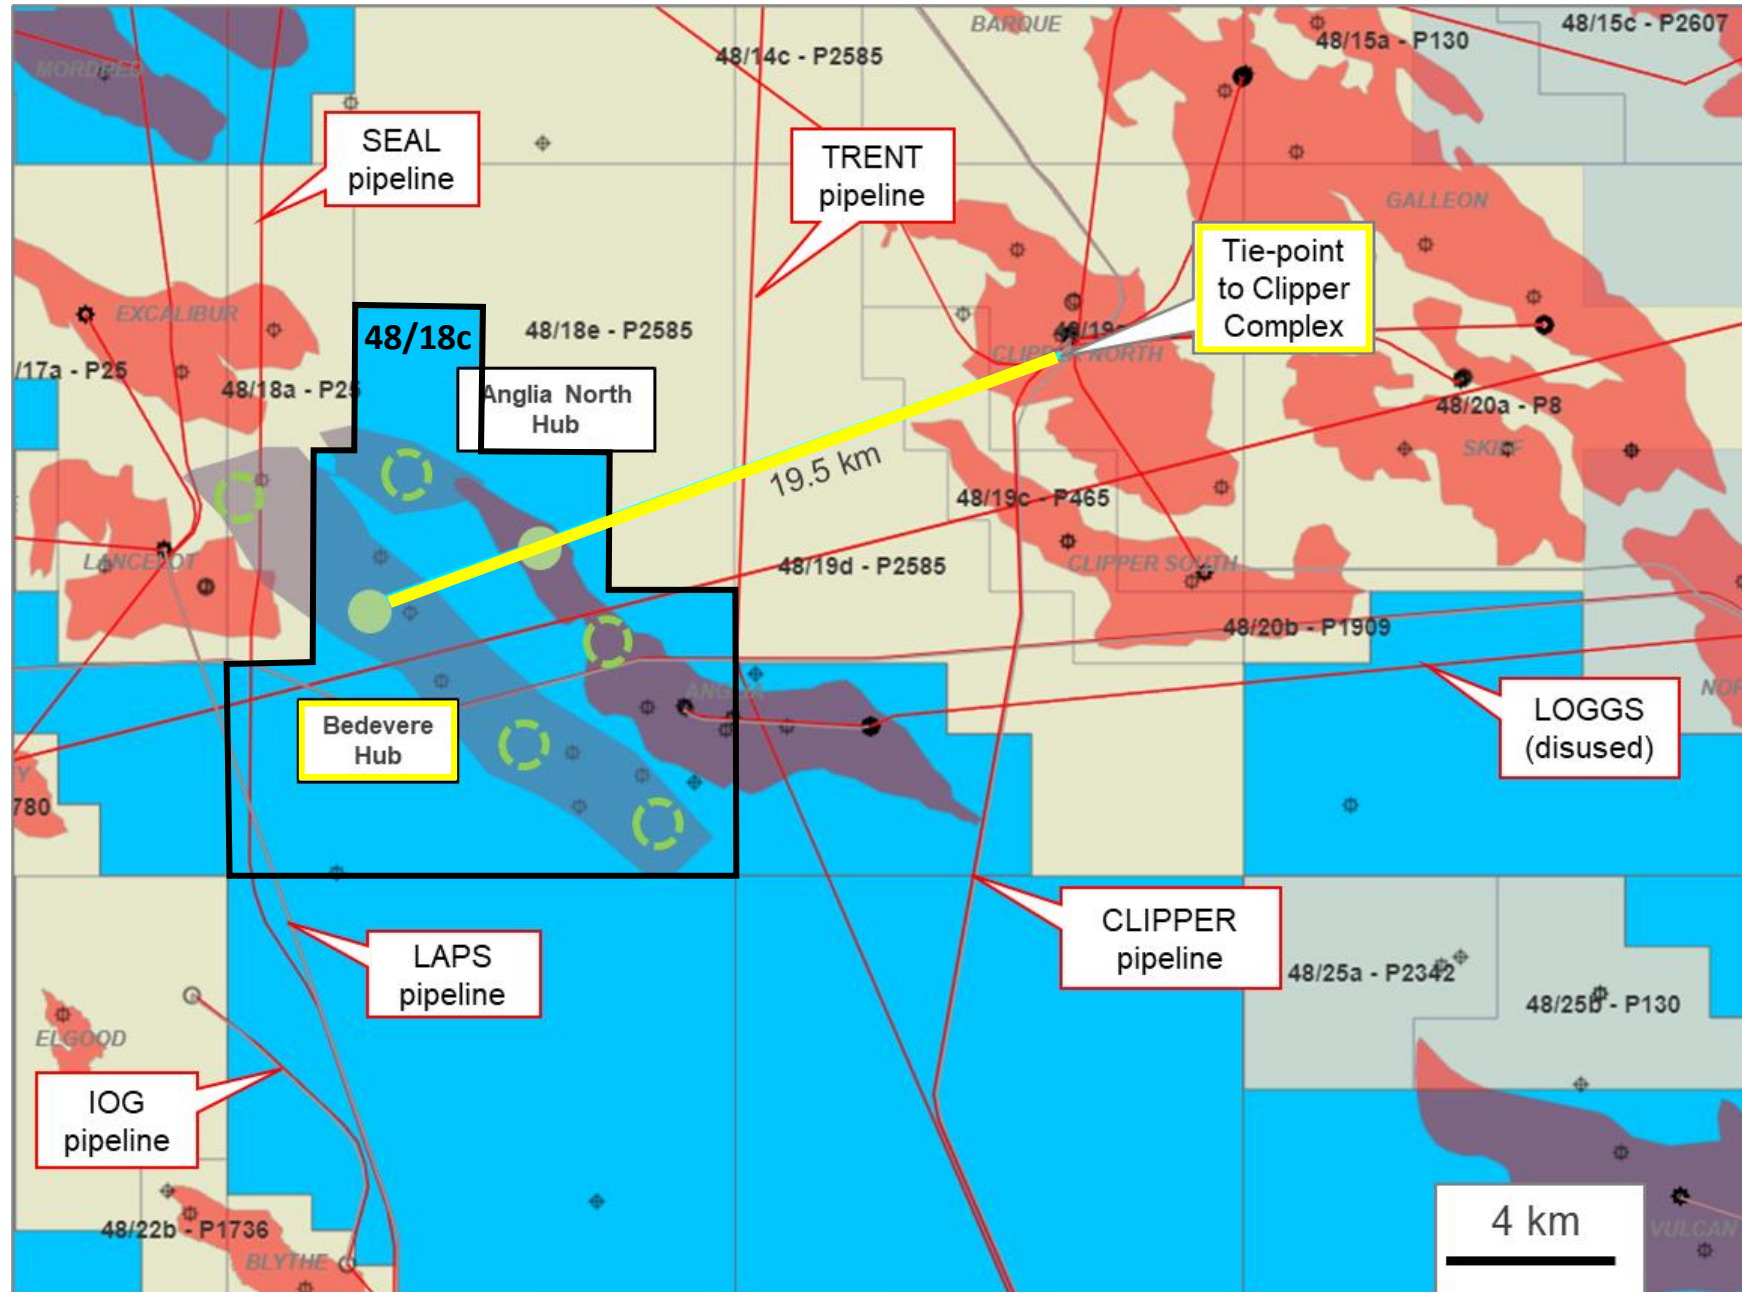 BARQUE
48/15c - P2607
48/15a - P130
48/14c - P2585
MORDRED
SEAL
pipeline
TRENT
pipeline
GALLEON
Tie-point
to Clipper
Complex
EXCALIBUR
48/18c
48/18e - P2585
CLIPPER NORTH
/17a - P25
48/18a - P25
Anglia North
Hub
48/20a - P8
SKIFF
19.5 km
48/19c - P465
LANCELOT
48/19d - P2585
CLIPPER SOUTH
48/20b - P1909
ANGLIA
NOR
Bedevere
Hub
LOGGS
(disused)
Y
780
CLIPPER
pipeline
LAPS
pipeline
48/25a - P2342
48/25b - P130
ELGOOD
IOG
pipeline
4 km
48/22b - P1736
VULCAN
BLYTHE